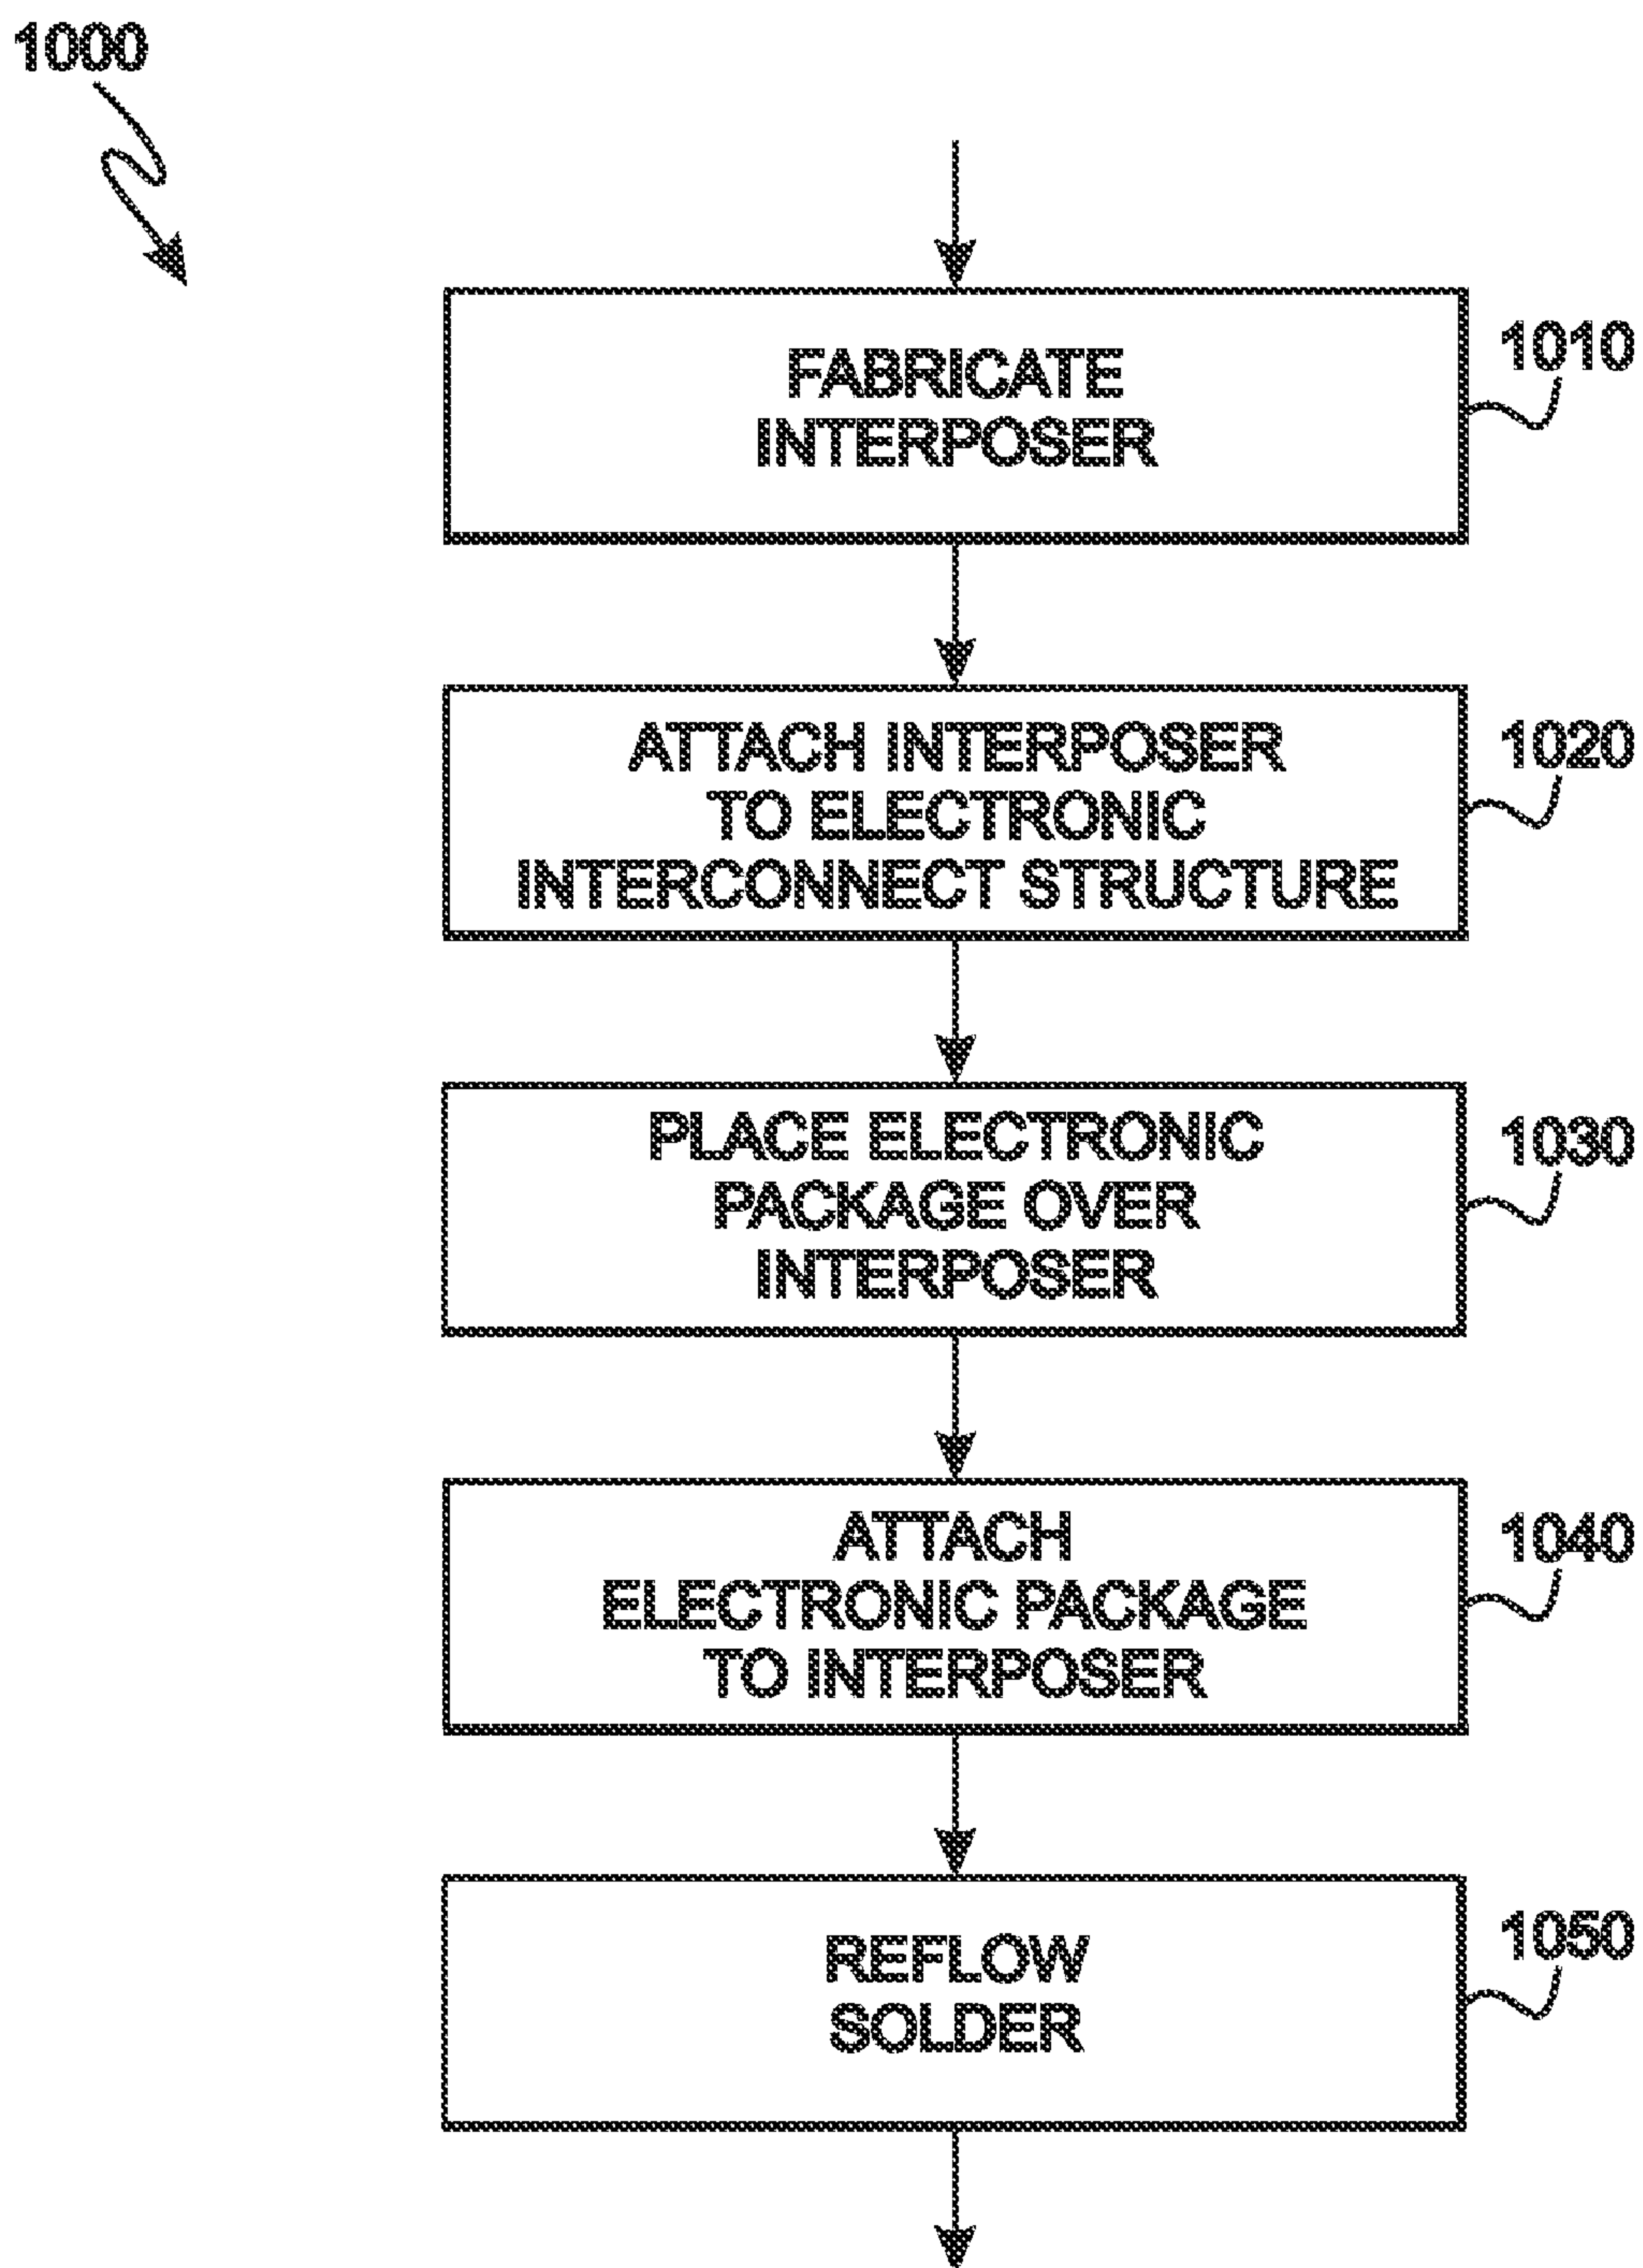 1000
FABRICATE
INTERPOSER
1010
ATTACH INTERPOSER
TO ELECTRONIC
INTERCONNECT STRUCTURE
1020
PLACE ELECTRONIC
PACKAGE OVER
INTERPOSER
1030
ATTACH
ELECTRONIC PACKAGE
TO INTERPOSER
1040
REFLOW
SOLDER
1050